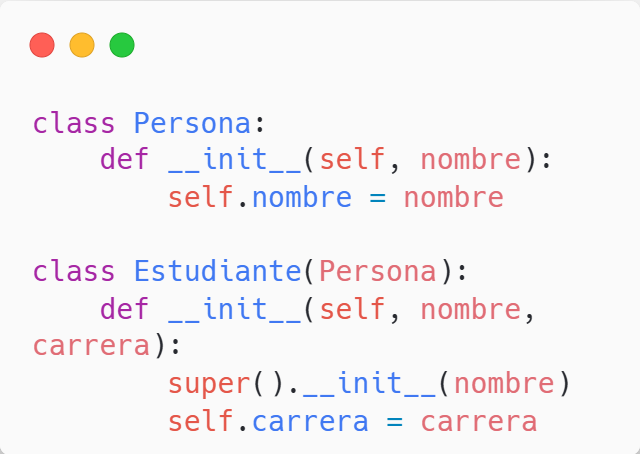 class Persona:
    def __init__(self, nombre):
        self.nombre = nombre

class Estudiante(Persona):
    def __init__(self, nombre,
carrera):
        super().__init__(nombre)
        self.carrera = carrera